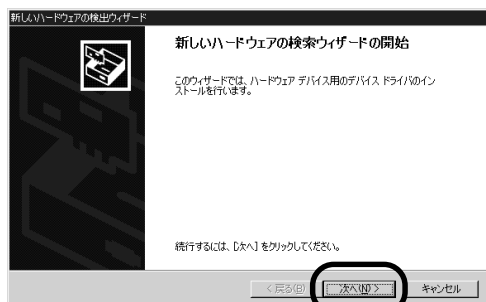 新しいハードウェアの検出ウィザード
新しいハードウェアの検索ウィザードの開始
このウィザードでは、ハードウェア デバイス用のデバイス ドライバのイン
ストールを行います。
続行するには、[次へ] をクリックしてください。
< 戻る(B)
次へ(N) >
キャンセル